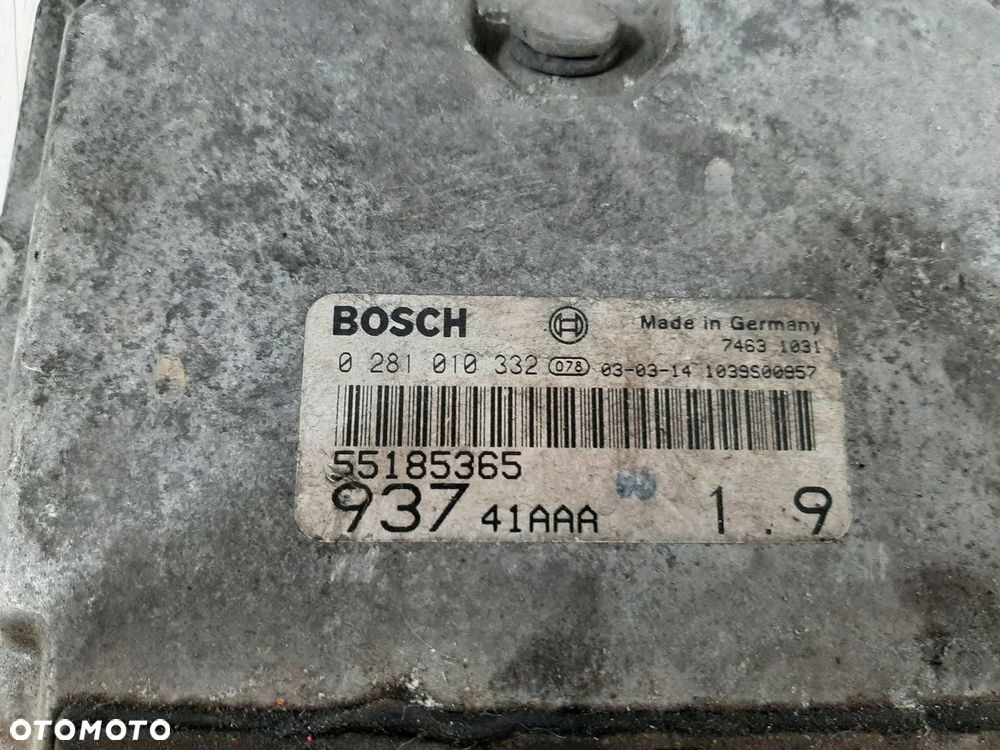 BOSCH H Made in Germany
7463 1031
0 281 010 332 078 03-03-14 1039S00957
55185365
937 41AAA 1.9
OTOMOTO